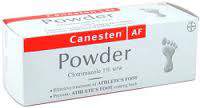 Canesten AF
Powder
Clotrimazole 1% w/w
• Effective treatment of ATHLETE'S FOOT
• Prevents ATHLETE'S FOOT coming back